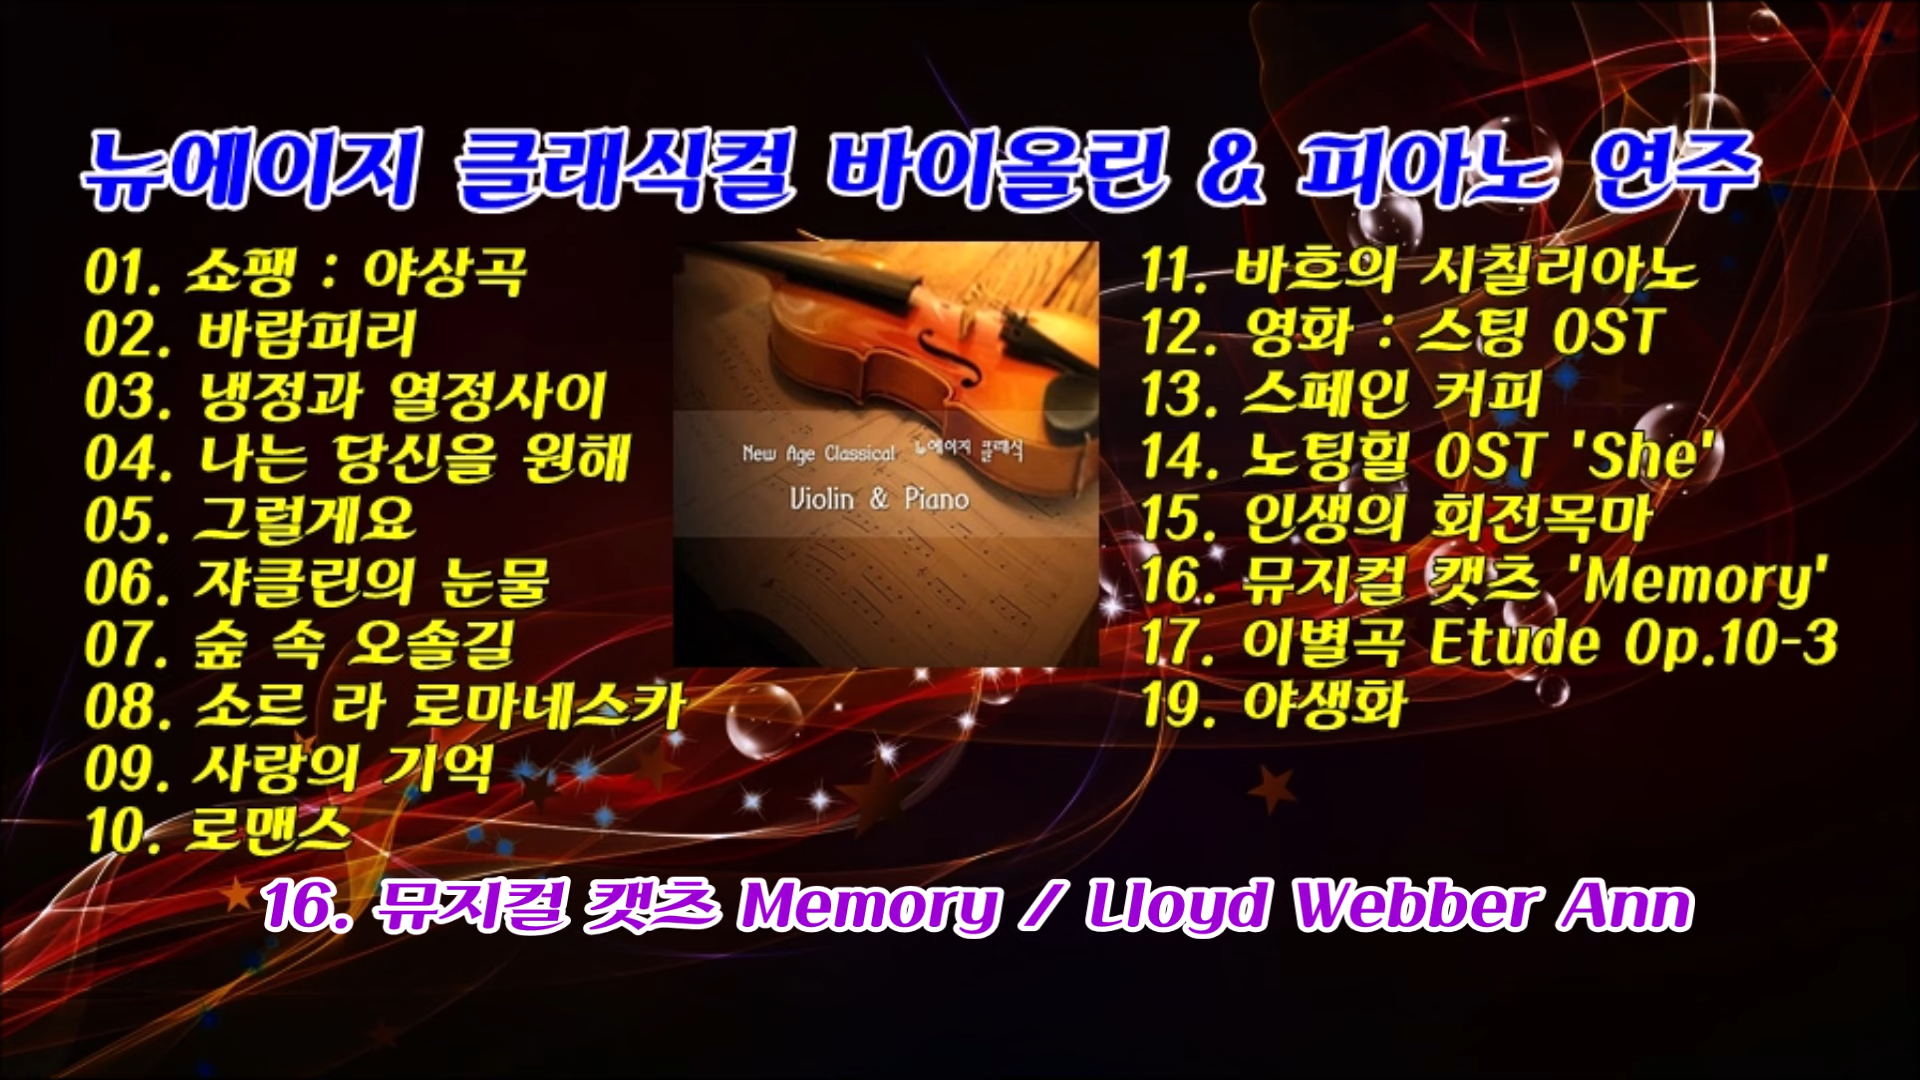 뉴에이지 클래식컬 바이올린 & 피아노 연주
01. 쇼팽 : 야상곡
02. 바람피리
03. 냉정과 열정사이
04. 나는 당신을 원해
05. 그럴게요
06. 쟈클린의 눈물
07. 숲 속 오솔길
08. 소르 라 로마네스카
09. 사랑의 기억
10. 로맨스
New Age Classical 뉴에이지 클래식
Violin & Piano
11. 바흐의 시칠리아노
12. 영화 : 스팅 OST
13. 스페인 커피
14. 노팅힐 OST 'She'
15. 인생의 회전목마
16. 뮤지컬 캣츠 'Memory'
17. 이별곡 Etude Op.10-3
19. 야생화
16. 뮤지컬 캣츠 Memory / Lloyd Webber Ann